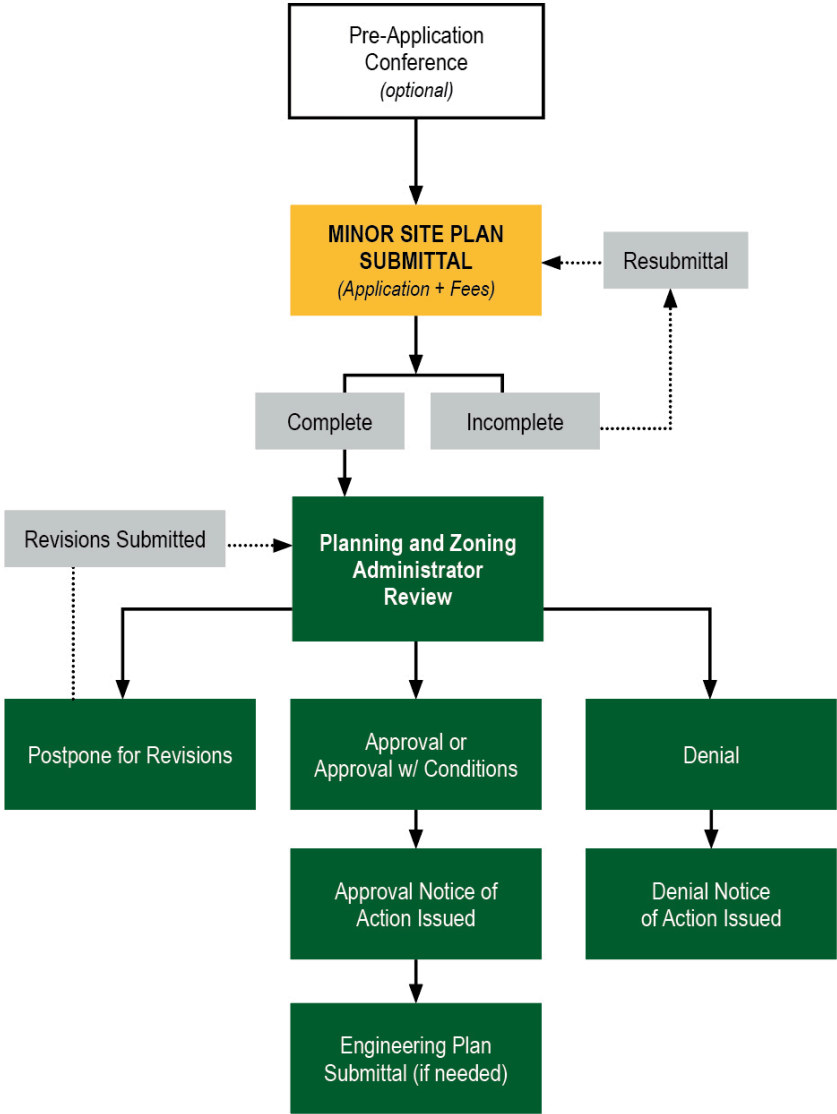 Pre-Application
Conference
(optional)
MINOR SITE PLAN
SUBMITTAL
(Application + Fees)
Resubmittal
Complete
Incomplete
Revisions Submitted
Planning and Zoning
Administrator
Review
Postpone for Revisions
Approval or
Approval w/ Conditions
Denial
Approval Notice of
Action Issued
Denial Notice
of Action Issued
Engineering Plan
Submittal (if needed)